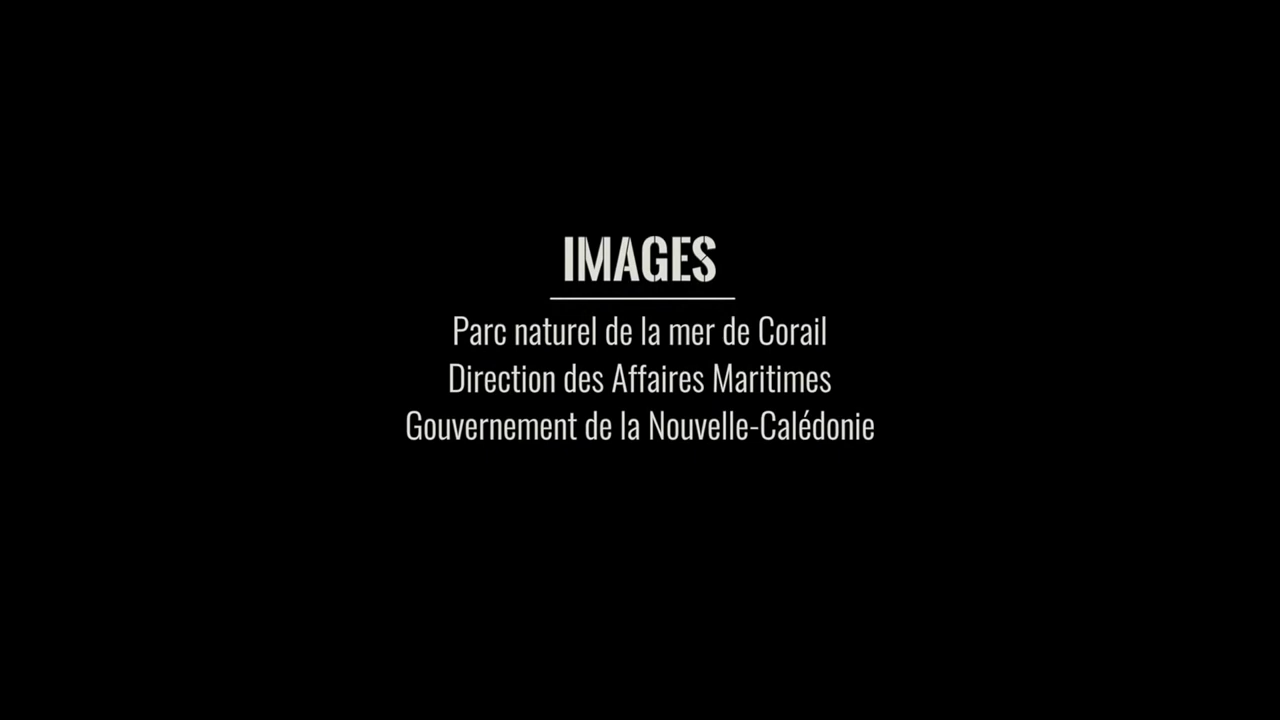 IMAGES
Parc naturel de la mer de Corail
Direction des Affaires Maritimes
Gouvernement de la Nouvelle-Calédonie